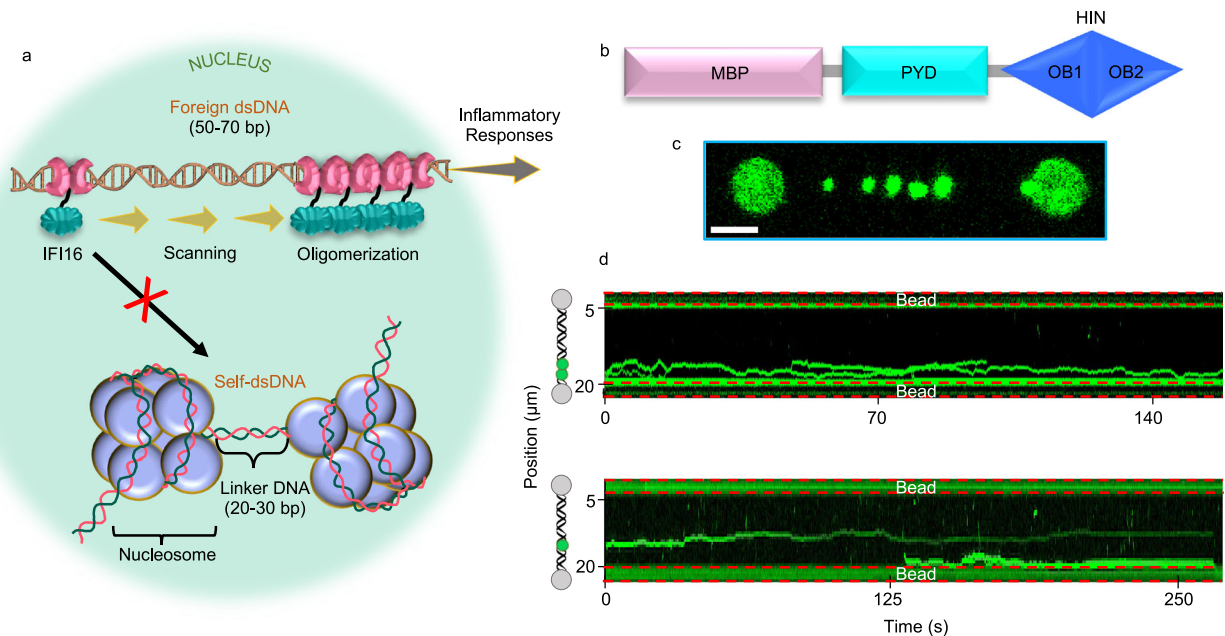 a
NUCLEUS
Foreign dsDNA
(50-70 bp)
Inflammatory
Responses
IFI16
Scanning
Oligomerization
Self-dsDNA
Linker DNA
(20-30 bp)
Nucleosome
b
MBP
PYD
HIN
OB1
OB2
c
d
Position (µm)
Bead
5
20
Bead
0
70
140
Bead
5
20
Bead
0
125
250
Time (s)